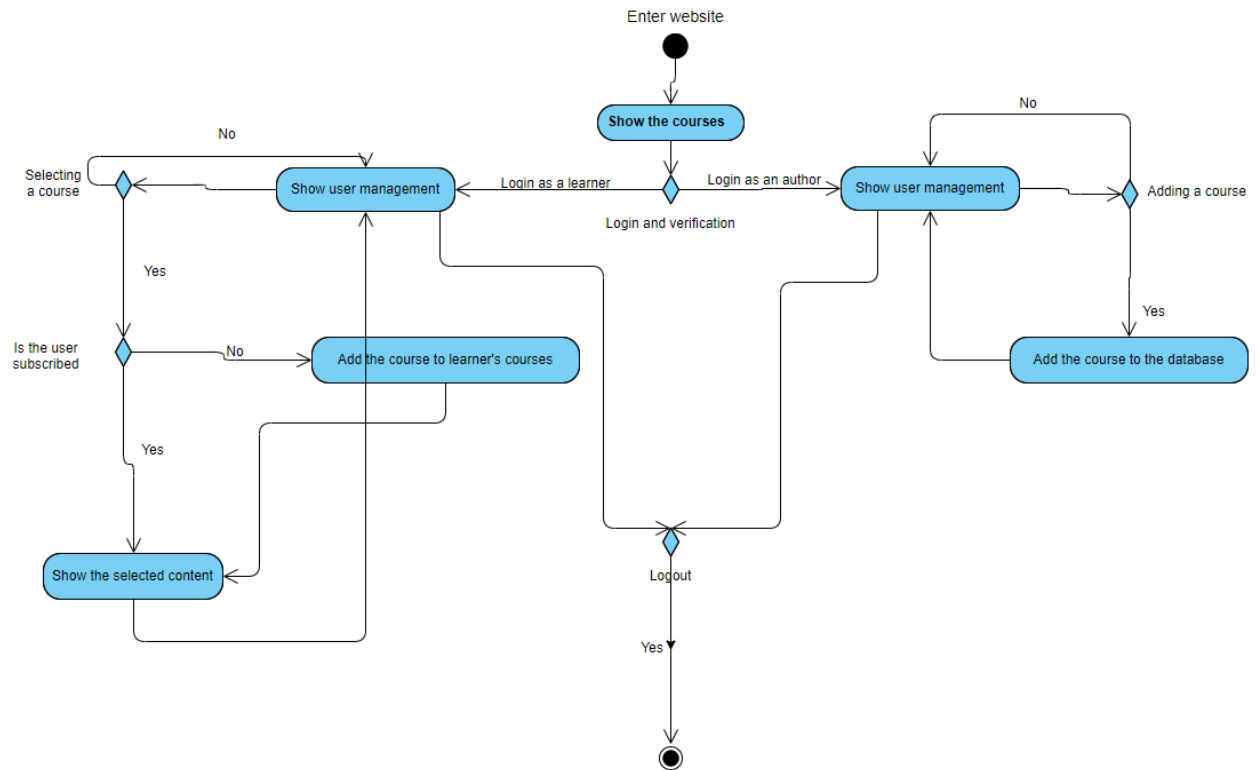 Enter website
Show the courses
No
No
Selecting
a course
Show user management
Login as a learner
Login as an author
Show user management
Adding a course
Login and verification
Yes
Yes
Is the user
subscribed
No
Add the course to learner's courses
Add the course to the database
Yes
Show the selected content
Logout
Yes